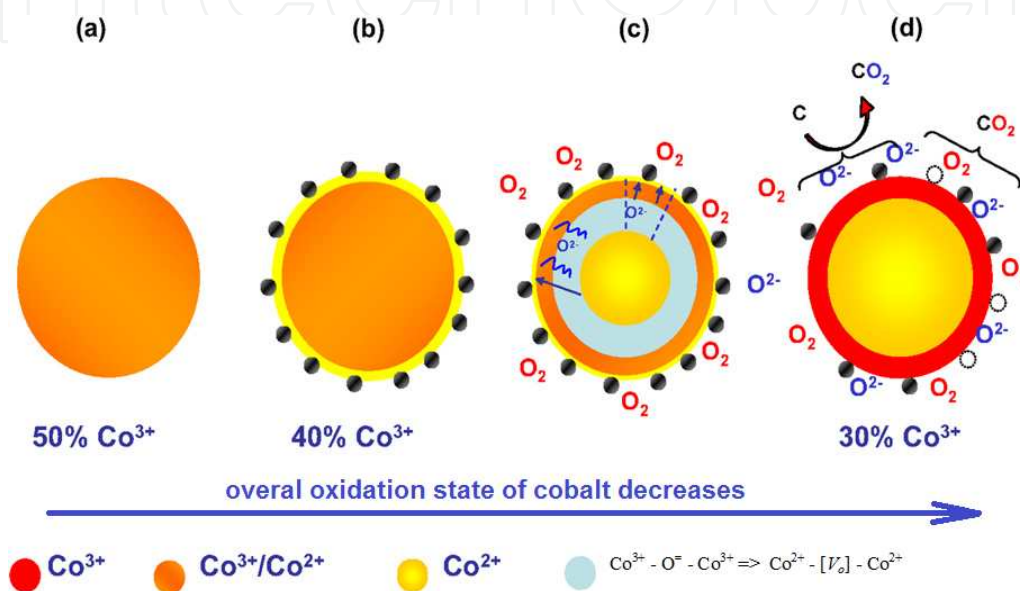 (a) (b) (c) (d)
CO₂
C
CO₂
O₂ O₂ O²⁻ O₂
O²⁻
O₂ O₂ O₂
O²⁻ O²⁻
O²⁻
O²⁻ O
O₂ O²⁻
O₂ O₂
O₂ O²⁻ O₂
O₂
50% Co³⁺ 40% Co³⁺ 30% Co³⁺
overal oxidation state of cobalt decreases
Co³⁺ Co³⁺/Co²⁺ Co²⁺ Co³⁺ - O⁼ - Co³⁺ => Co²⁺ - [Vₒ] - Co²⁺